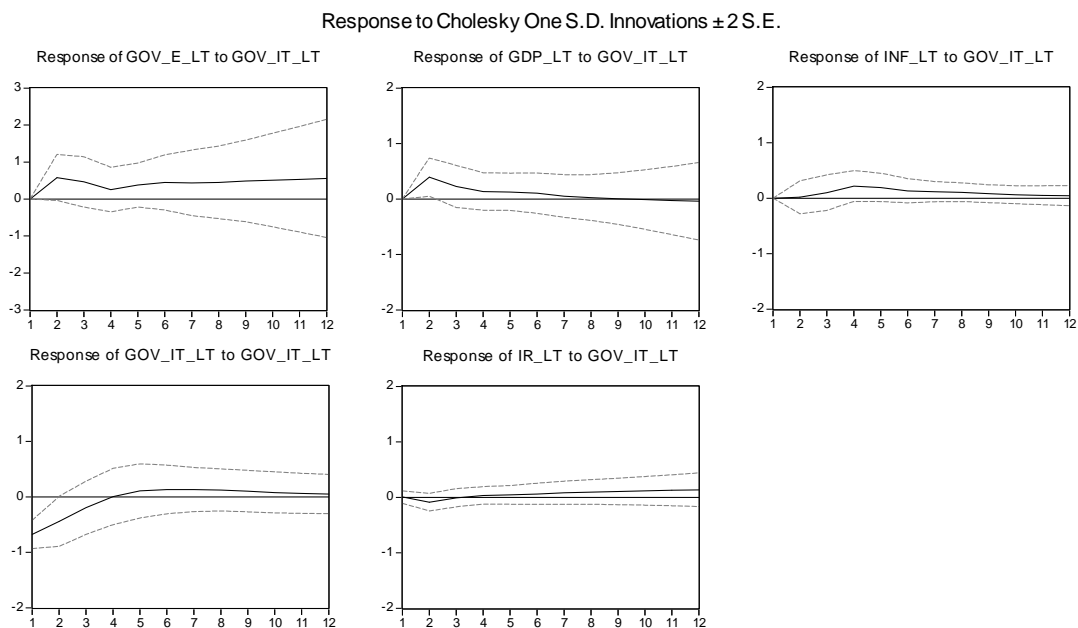 Response to Cholesky One S.D. Innovations ± 2 S.E.
Response of GOV_E_LT to GOV_IT_LT
3
2
1
0
-1
-2
-3
1 2 3 4 5 6 7 8 9 10 11 12
Response of GDP_LT to GOV_IT_LT
2
1
0
-1
-2
1 2 3 4 5 6 7 8 9 10 11 12
Response of INF_LT to GOV_IT_LT
2
1
0
-1
-2
1 2 3 4 5 6 7 8 9 10 11 12
Response of GOV_IT_LT to GOV_IT_LT
2
1
0
-1
-2
1 2 3 4 5 6 7 8 9 10 11 12
Response of IR_LT to GOV_IT_LT
2
1
0
-1
-2
1 2 3 4 5 6 7 8 9 10 11 12